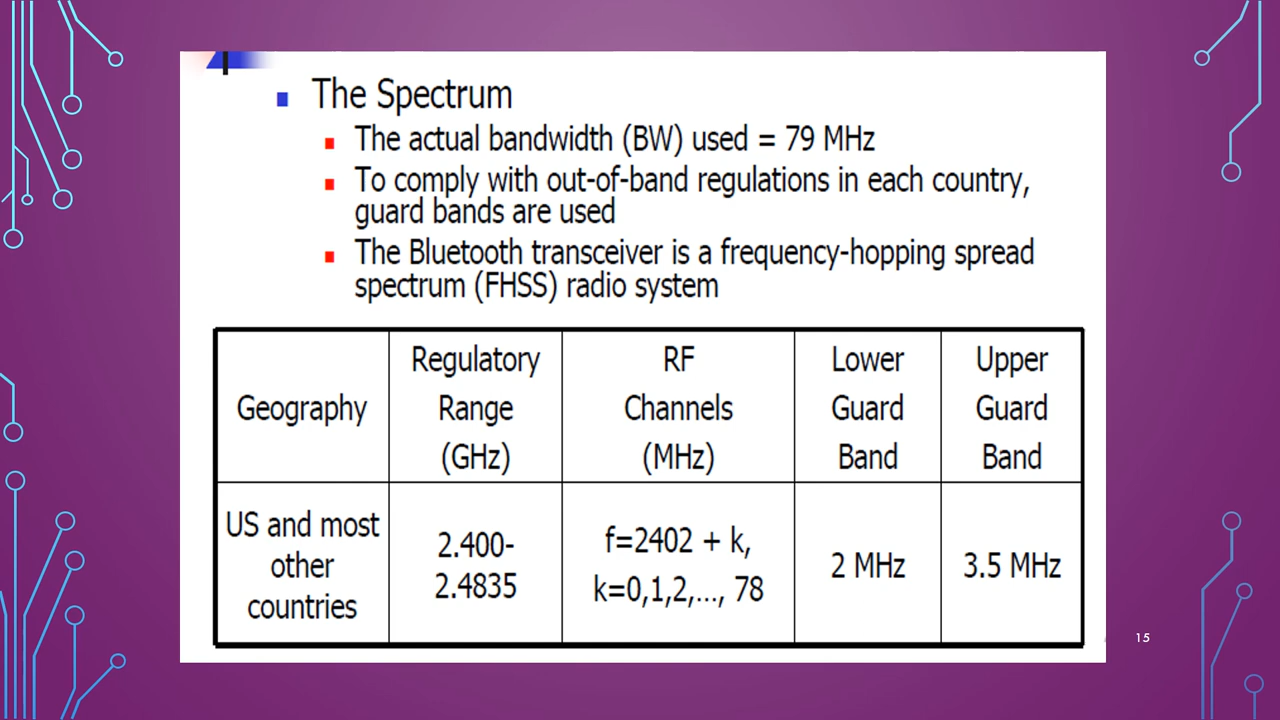 The Spectrum
The actual bandwidth (BW) used = 79 MHz
To comply with out-of-band regulations in each country,
guard bands are used
The Bluetooth transceiver is a frequency-hopping spread
spectrum (FHSS) radio system
Geography
Regulatory
Range
(GHz)
RF
Channels
(MHz)
Lower
Guard
Band
Upper
Guard
Band
US and most
other
countries
2.400-
2.4835
f=2402 + k,
k=0,1,2,…, 78
2 MHz
3.5 MHz
15